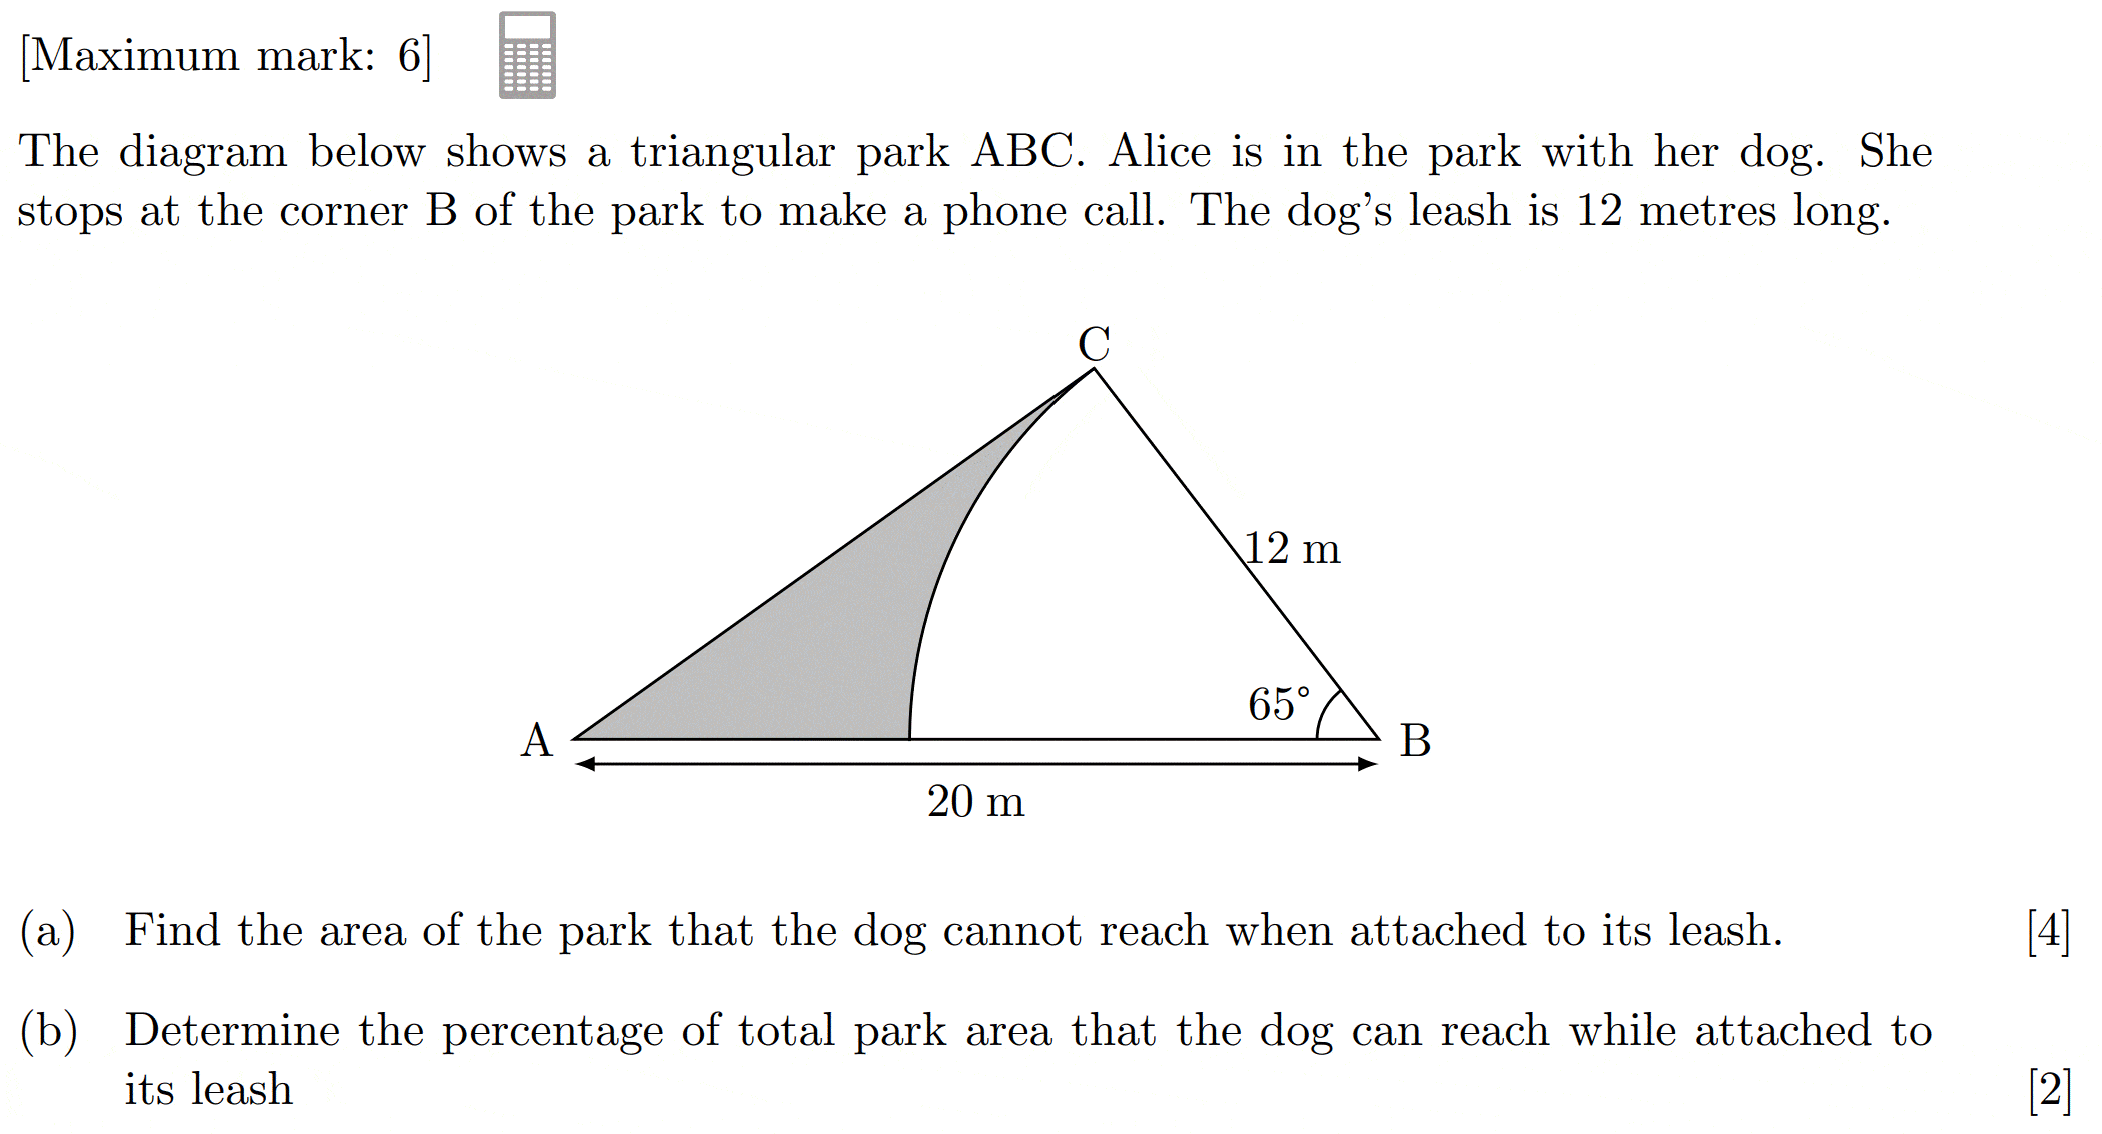 [Maximum mark: 6]
The diagram below shows a triangular park ABC. Alice is in the park with her dog. She
stops at the corner B of the park to make a phone call. The dog’s leash is 12 metres long.
C
12 m
65°
A
B
20 m
(a) Find the area of the park that the dog cannot reach when attached to its leash. [4]
(b) Determine the percentage of total park area that the dog can reach while attached to
its leash [2]